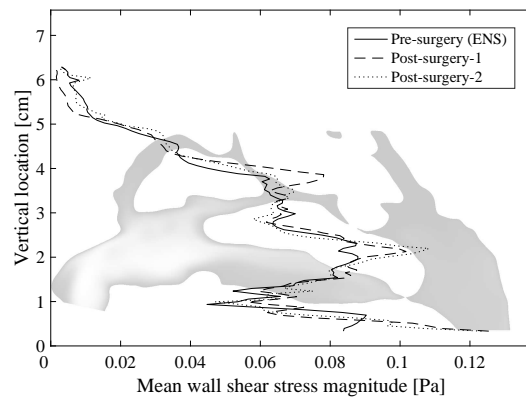 7
6
5
4
3
2
1
0
Vertical location [cm]
Pre-surgery (ENS)
Post-surgery-1
Post-surgery-2
0 0.02 0.04 0.06 0.08 0.1 0.12
Mean wall shear stress magnitude [Pa]